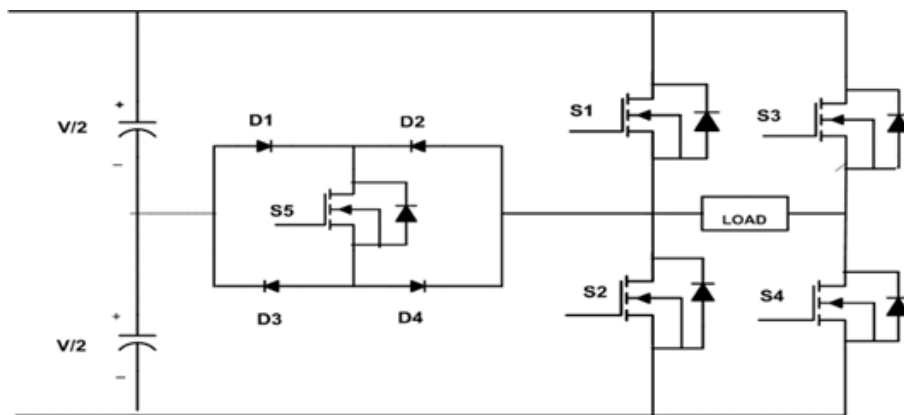 S1
S3
+
V/2
−
D1
D2
S5
LOAD
S2
S4
D3
D4
+
V/2
−